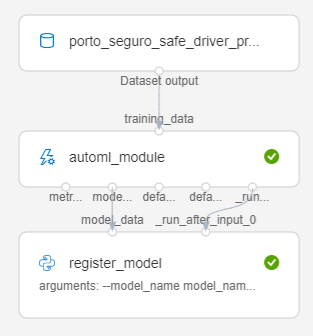 porto_seguro_safe_driver_pr...
Dataset output
training_data
automl_module
metr... mode... defa... defa... _run...
model_data _run_after_input_0
register_model
arguments: --model_name model_nam...